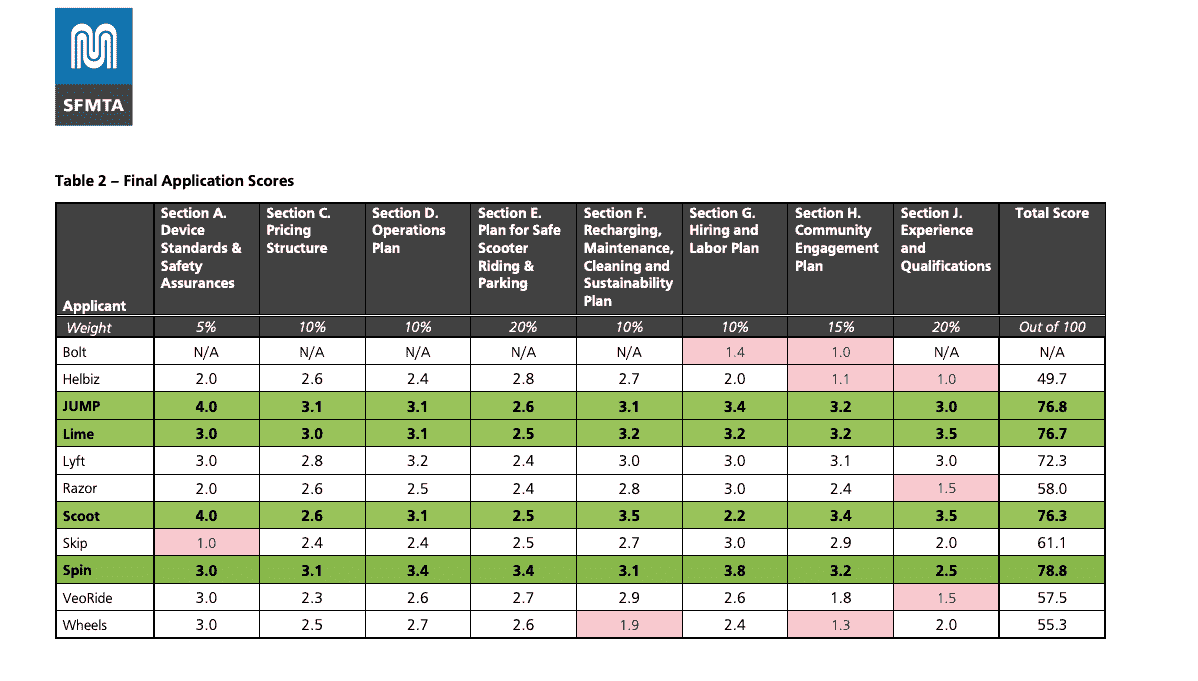 SFMTA
Table 2 – Final Application Scores
Applicant
Section A. Device Standards & Safety Assurances
Section C. Pricing Structure
Section D. Operations Plan
Section E. Plan for Safe Scooter Riding & Parking
Section F. Recharging, Maintenance, Cleaning and Sustainability Plan
Section G. Hiring and Labor Plan
Section H. Community Engagement Plan
Section J. Experience and Qualifications
Total Score
Weight 5% 10% 10% 20% 10% 10% 15% 20% Out of 100
Bolt N/A N/A N/A N/A N/A 1.4 1.0 N/A N/A
Helbiz 2.0 2.6 2.4 2.8 2.7 2.0 1.1 1.0 49.7
JUMP 4.0 3.1 3.1 2.6 3.1 3.4 3.2 3.0 76.8
Lime 3.0 3.0 3.1 2.5 3.2 3.2 3.2 3.5 76.7
Lyft 3.0 2.8 3.2 2.4 3.0 3.0 3.1 3.0 72.3
Razor 2.0 2.6 2.5 2.4 2.8 3.0 2.4 1.5 58.0
Scoot 4.0 2.6 3.1 2.5 3.5 2.2 3.4 3.5 76.3
Skip 1.0 2.4 2.4 2.5 2.7 3.0 2.9 2.0 61.1
Spin 3.0 3.1 3.4 3.4 3.1 3.8 3.2 2.5 78.8
VeoRide 3.0 2.3 2.6 2.7 2.9 2.6 1.8 1.5 57.5
Wheels 3.0 2.5 2.7 2.6 1.9 2.4 1.3 2.0 55.3